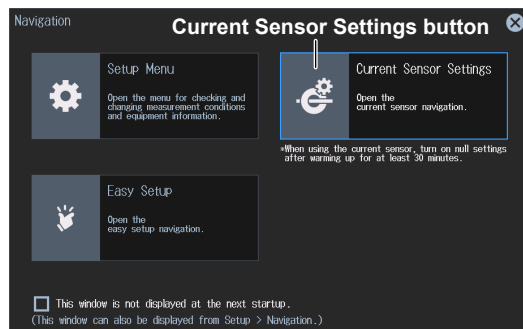 Navigation
Current Sensor Settings button
Setup Menu
Open the menu for checking and
changing measurement conditions
and equipment information.
Current Sensor Settings
Open the
current sensor navigation.
*When using the current sensor, turn on null settings
after warming up for at least 30 minutes.
Easy Setup
Open the
easy setup navigation.
This window is not displayed at the next startup.
(This window can also be displayed from Setup > Navigation.)